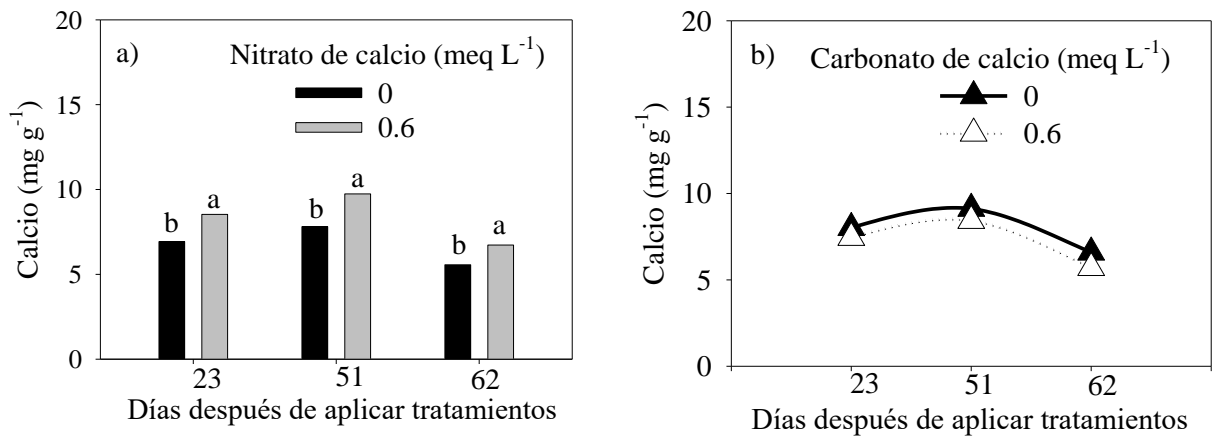 a) Nitrato de calcio (meq L⁻¹)
0
0.6
Calcio (mg g⁻¹)
20
15
10
5
0
b a
b a
b a
23 51 62
Días después de aplicar tratamientos
b) Carbonato de calcio (meq L⁻¹)
0
0.6
Calcio (mg g⁻¹)
20
15
10
5
0
23 51 62
Días después de aplicar tratamientos